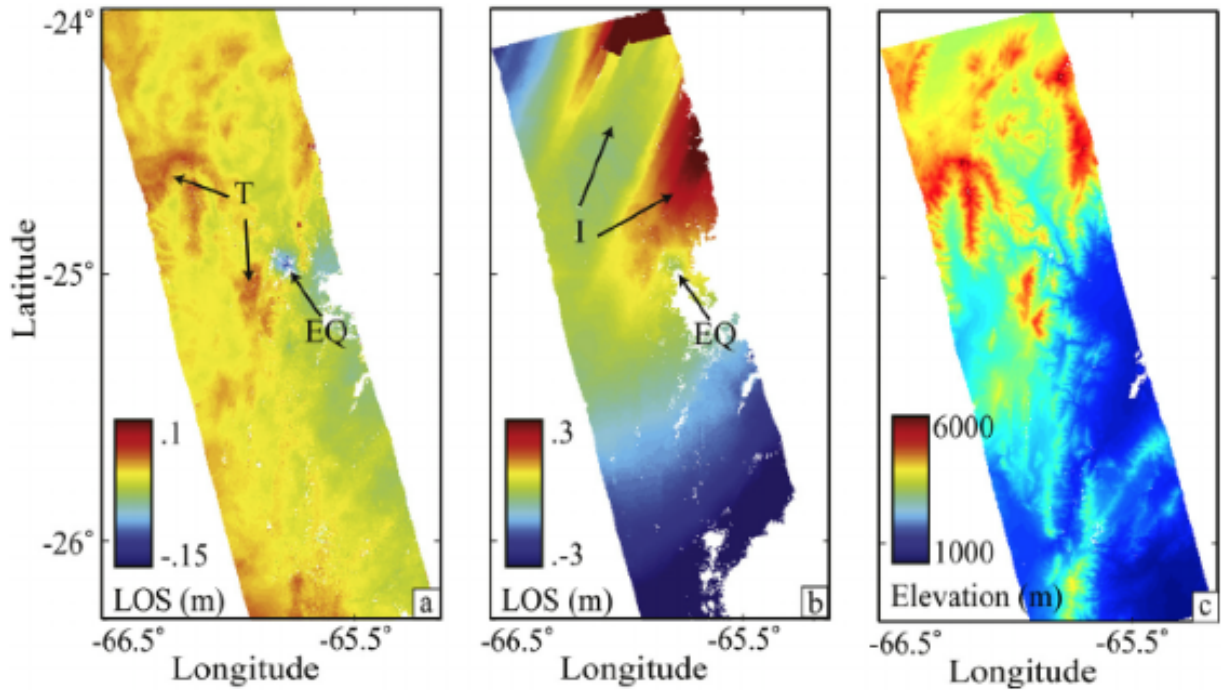 -24°
-25°
-26°
Latitude
T
EQ
.1
-.15
LOS (m)
a
-66.5°
-65.5°
Longitude
I
EQ
.3
-.3
LOS (m)
b
-66.5°
-65.5°
Longitude
6000
1000
Elevation (m)
c
-66.5°
-65.5°
Longitude